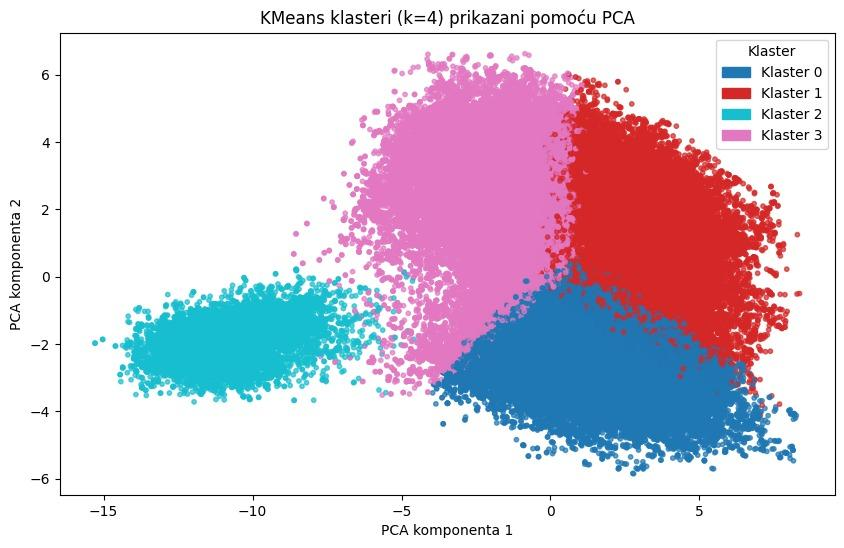 KMeans klasteri (k=4) prikazani pomoću PCA
Klaster
Klaster 0
Klaster 1
Klaster 2
Klaster 3
6
4
2
0
−2
−4
−6
PCA komponenta 2
−15
−10
−5
0
5
PCA komponenta 1